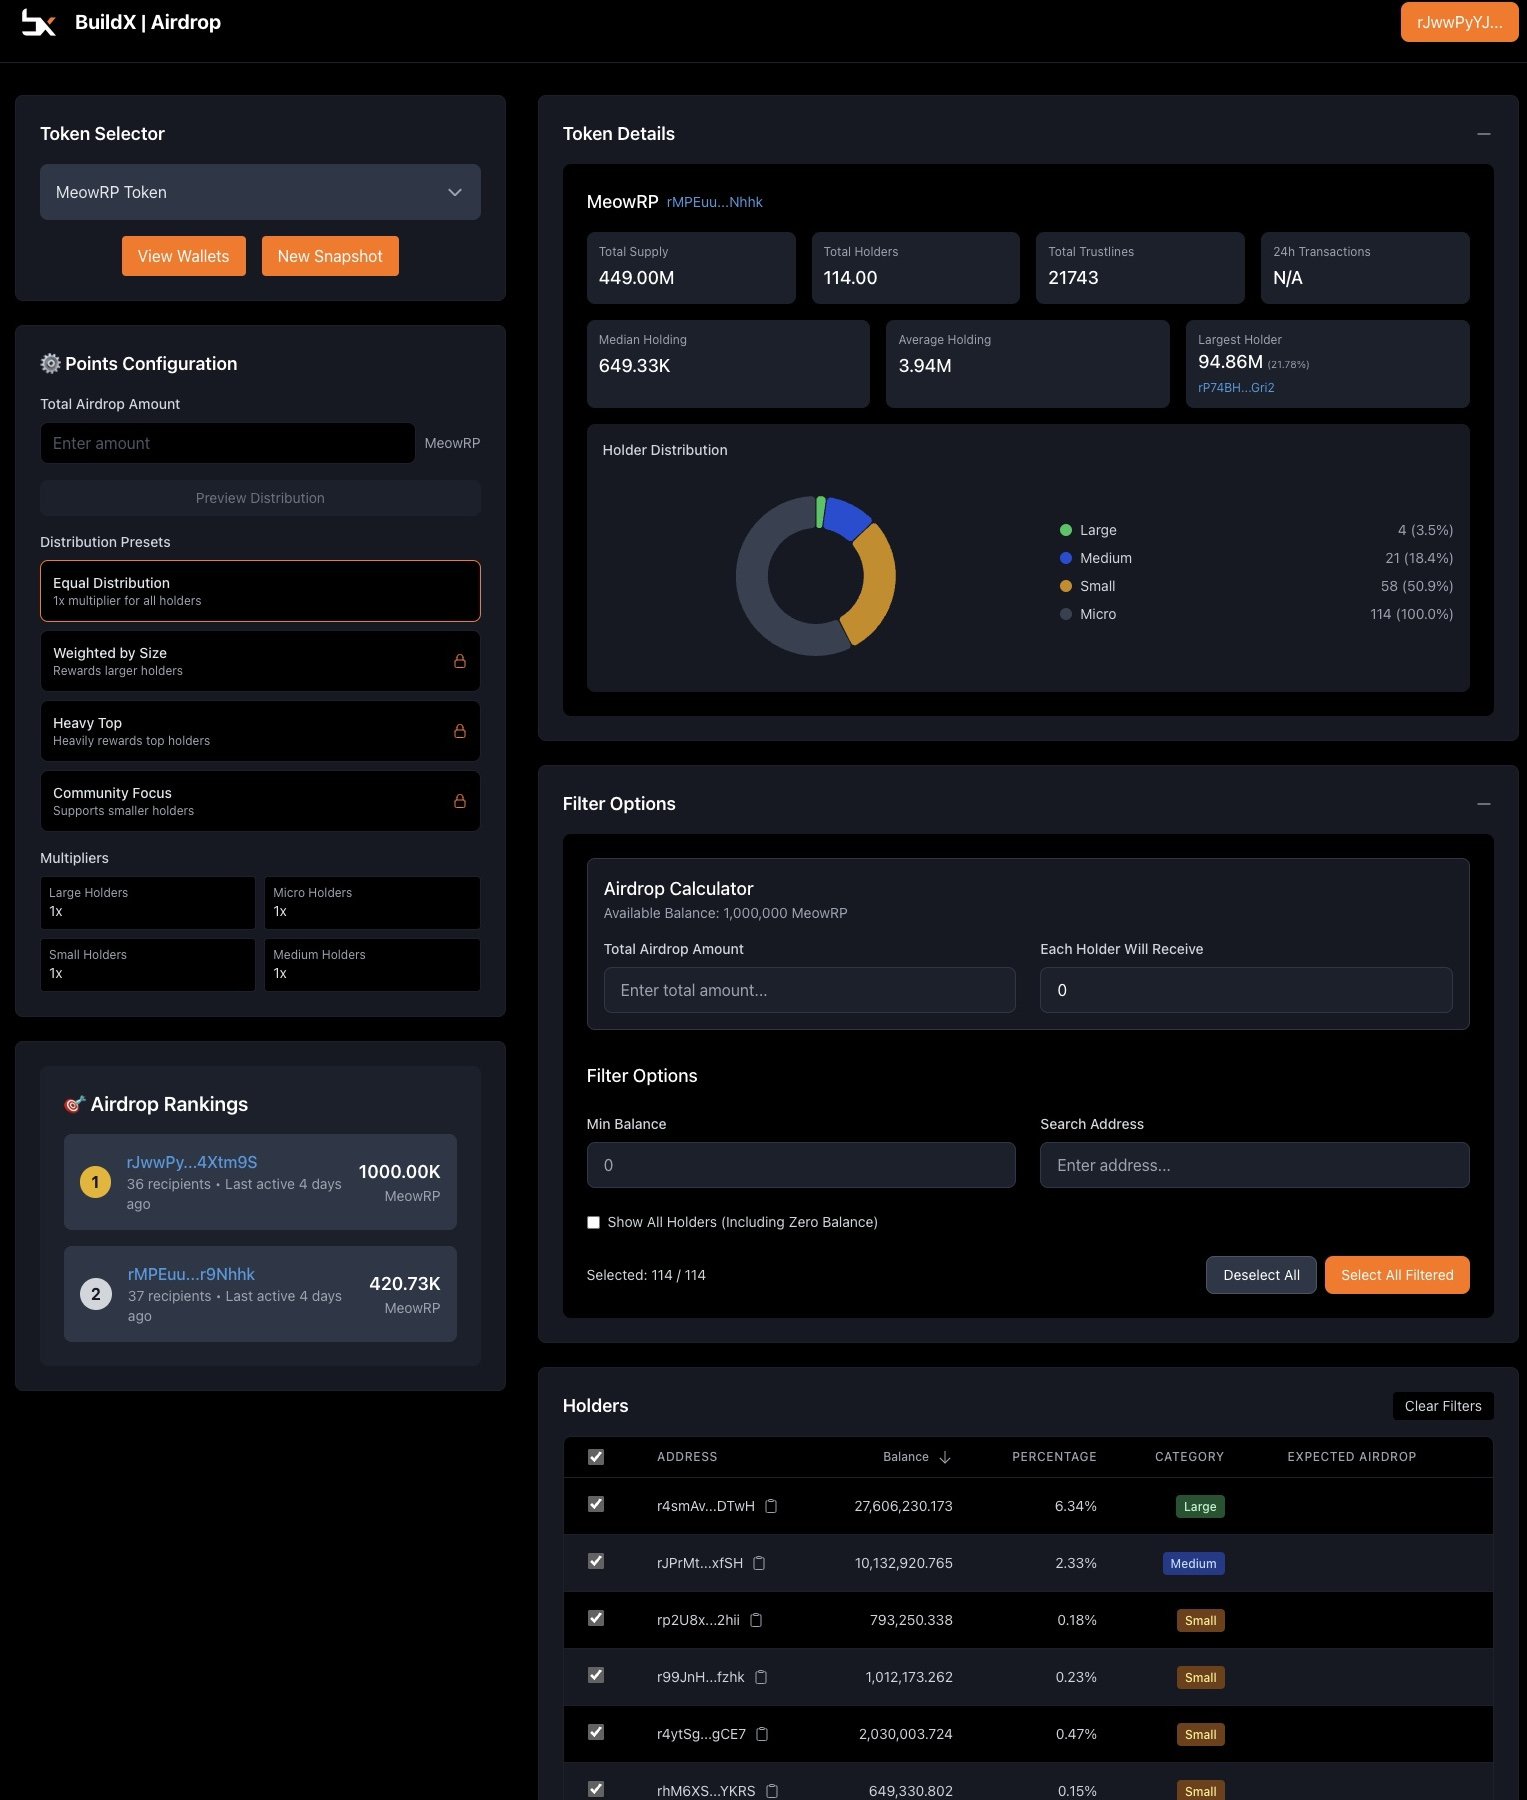 BuildX | Airdrop
rJwwPyYJ...
Token Selector
MeowRP Token
View Wallets
New Snapshot
Points Configuration
Total Airdrop Amount
Enter amount
MeowRP
Preview Distribution
Distribution Presets
Equal Distribution
1x multiplier for all holders
Weighted by Size
Rewards larger holders
Heavy Top
Heavily rewards top holders
Community Focus
Supports smaller holders
Multipliers
Large Holders
1x
Micro Holders
1x
Small Holders
1x
Medium Holders
1x
Airdrop Rankings
1
rJwwPy...4Xtm9S
36 recipients • Last active 4 days
ago
1000.00K
MeowRP
2
rMPEuu...r9Nhhk
37 recipients • Last active 4 days
ago
420.73K
MeowRP
Token Details
MeowRP rMPEuu...Nhhk
Total Supply
449.00M
Total Holders
114.00
Total Trustlines
21743
24h Transactions
N/A
Median Holding
649.33K
Average Holding
3.94M
Largest Holder
94.86M (21.78%)
rP74BH...Gri2
Holder Distribution
Large 4 (3.5%)
Medium 21 (18.4%)
Small 58 (50.9%)
Micro 114 (100.0%)
Filter Options
Airdrop Calculator
Available Balance: 1,000,000 MeowRP
Total Airdrop Amount
Enter total amount...
Each Holder Will Receive
0
Filter Options
Min Balance
0
Search Address
Enter address...
Show All Holders (Including Zero Balance)
Selected: 114 / 114
Deselect All
Select All Filtered
Holders
Clear Filters
ADDRESS Balance ↓ PERCENTAGE CATEGORY EXPECTED AIRDROP
r4smAv...DTwH 27,606,230.173 6.34% Large
rJPrMt...xfSH 10,132,920.765 2.33% Medium
rp2U8x...2hii 793,250.338 0.18% Small
r99JnH...fzhk 1,012,173.262 0.23% Small
r4ytSg...gCE7 2,030,003.724 0.47% Small
rhM6XS...YKRS 649,330.802 0.15% Small